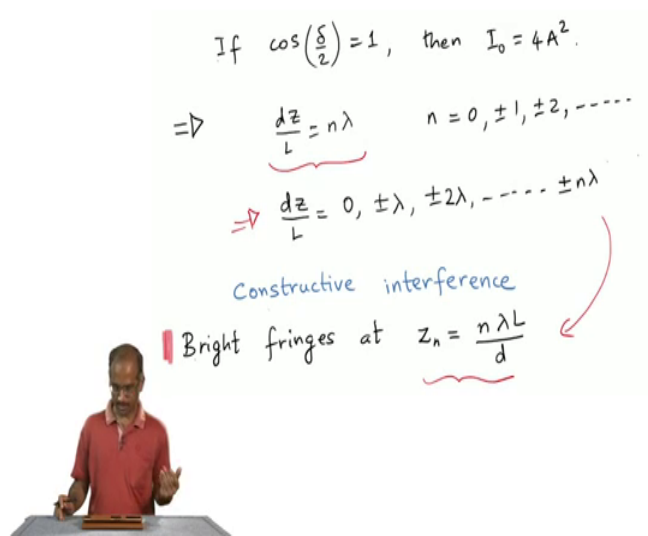 If cos(δ/2) = 1, then I₀ = 4A².
⇒ dz/L = nλ n = 0, ±1, ±2, -----
⇒ dz/L = 0, ±λ, ±2λ, ------ ±nλ
Constructive interference
Bright fringes at Zₙ = nλL/d